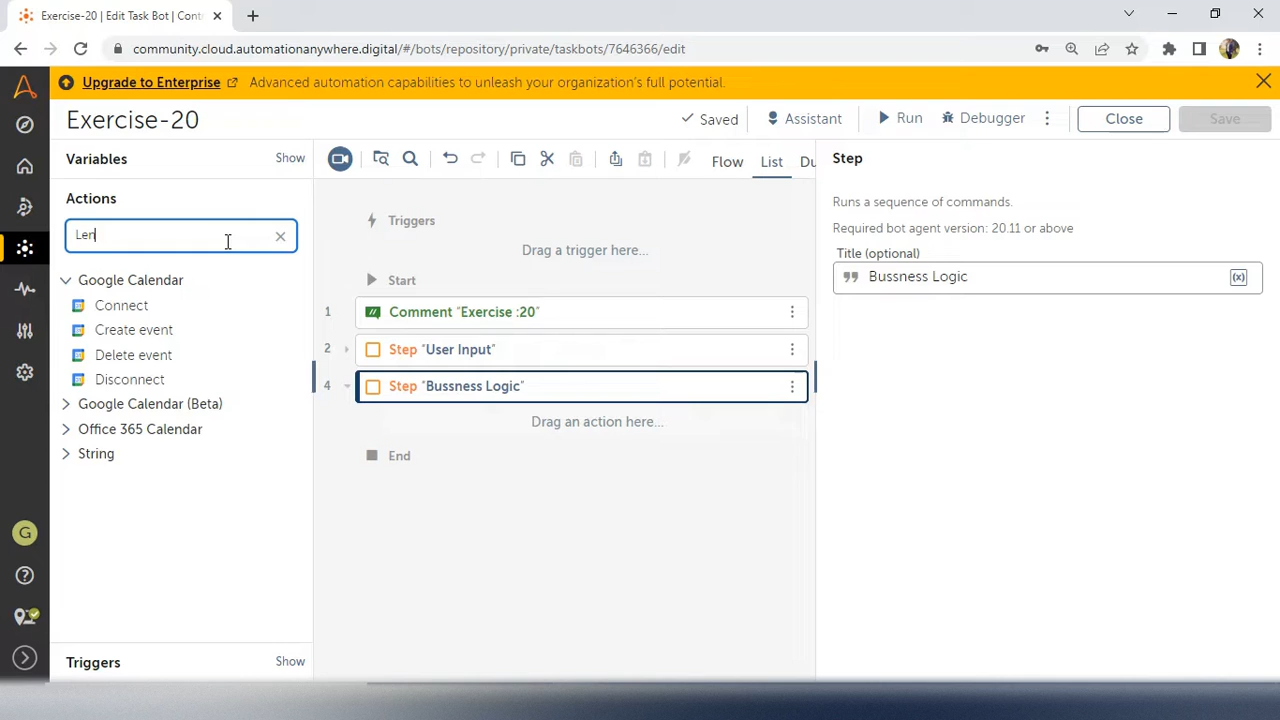 Exercise-20 | Edit Task Bot | Cont
community.cloud.automationanywhere.digital/#/bots/repository/private/taskbots/7646366/edit
Upgrade to Enterprise Advanced automation capabilities to unleash your organization's full potential.
Exercise-20
Saved
Assistant
Run
Debugger
Close
Save
Variables
Show
Flow
List
Du
Step
Actions
Runs a sequence of commands.
Triggers
Required bot agent version: 20.11 or above
Len
Drag a trigger here...
Title (optional)
Google Calendar
Start
Bussness Logic
(x)
Connect
1
Comment "Exercise :20"
Create event
2
Step "User Input"
Delete event
Disconnect
4
Step "Bussness Logic"
Google Calendar (Beta)
Office 365 Calendar
Drag an action here...
String
End
G
Triggers
Show